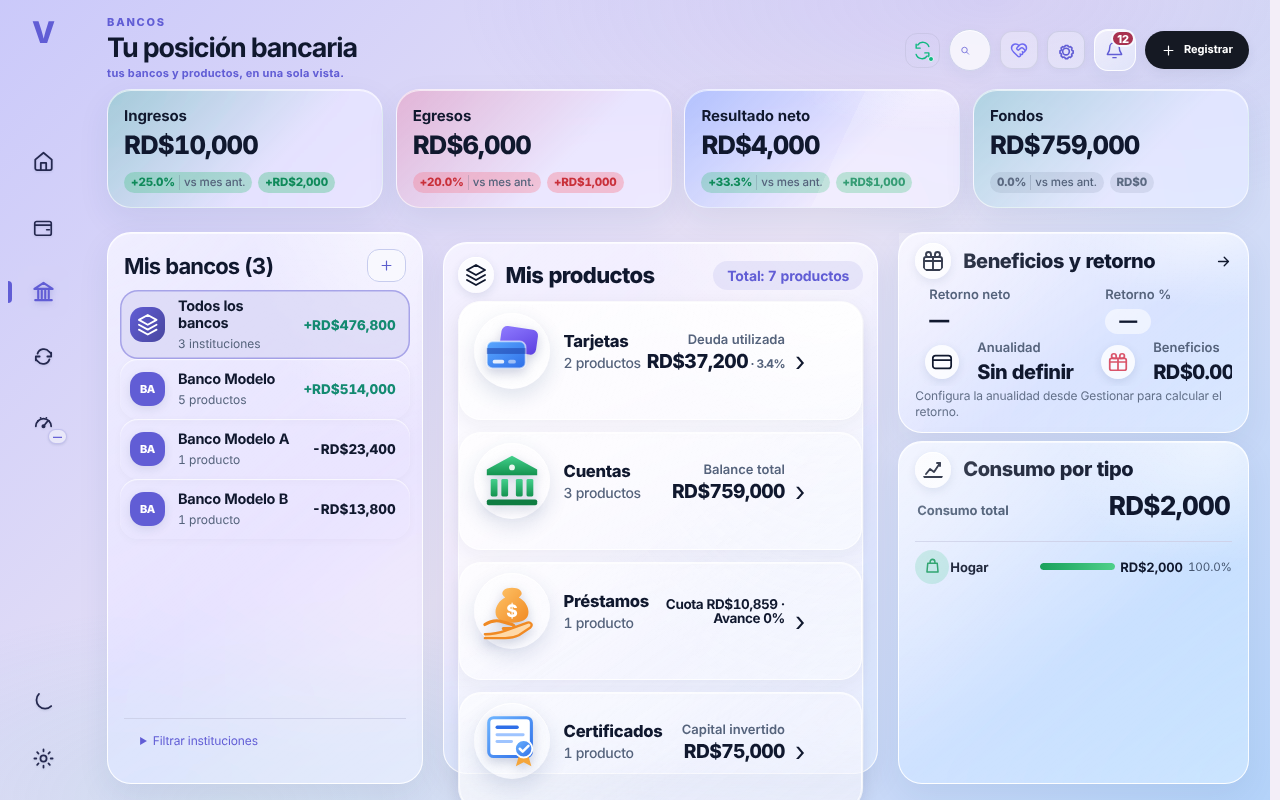 V
BANCOS
Tu posición bancaria
tus bancos y productos, en una sola vista.
12
Registrar
Ingresos
RD$10,000
+25.0% vs mes ant. +RD$2,000
Egresos
RD$6,000
+20.0% vs mes ant. +RD$1,000
Resultado neto
RD$4,000
+33.3% vs mes ant. +RD$1,000
Fondos
RD$759,000
0.0% vs mes ant. RD$0
Mis bancos (3)
Todos los
bancos
3 instituciones
+RD$476,800
BA
Banco Modelo
5 productos
+RD$514,000
BA
Banco Modelo A
1 producto
-RD$23,400
BA
Banco Modelo B
1 producto
-RD$13,800
Filtrar instituciones
Mis productos
Total: 7 productos
Tarjetas
2 productos
Deuda utilizada
RD$37,200 · 3.4%
Cuentas
3 productos
Balance total
RD$759,000
Préstamos
1 producto
Cuota RD$10,859 ·
Avance 0%
Certificados
1 producto
Capital invertido
RD$75,000
Beneficios y retorno
Retorno neto
—
Retorno %
—
Anualidad
Sin definir
Beneficios
RD$0.00
Configura la anualidad desde Gestionar para calcular el
retorno.
Consumo por tipo
Consumo total
RD$2,000
Hogar
RD$2,000 100.0%